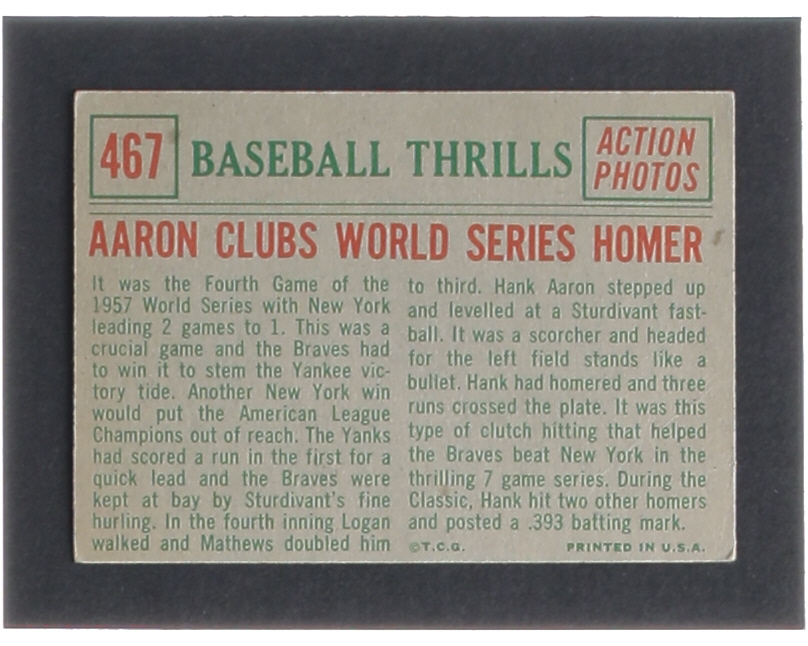 467
BASEBALL THRILLS
ACTION
PHOTOS
AARON CLUBS WORLD SERIES HOMER
It was the Fourth Game of the
1957 World Series with New York
leading 2 games to 1. This was a
crucial game and the Braves had
to win it to stem the Yankee vic-
tory tide. Another New York win
would put the American League
Champions out of reach. The Yanks
had scored a run in the first for a
quick lead and the Braves were
kept at bay by Sturdivant's fine
hurling. In the fourth inning Logan
walked and Mathews doubled him
to third. Hank Aaron stepped up
and levelled at a Sturdivant fast-
ball. It was a scorcher and headed
for the left field stands like a
bullet. Hank had homered and three
runs crossed the plate. It was this
type of clutch hitting that helped
the Braves beat New York in the
thrilling 7 game series. During the
Classic, Hank hit two other homers
and posted a .393 batting mark.
©T.C.G. PRINTED IN U.S.A.